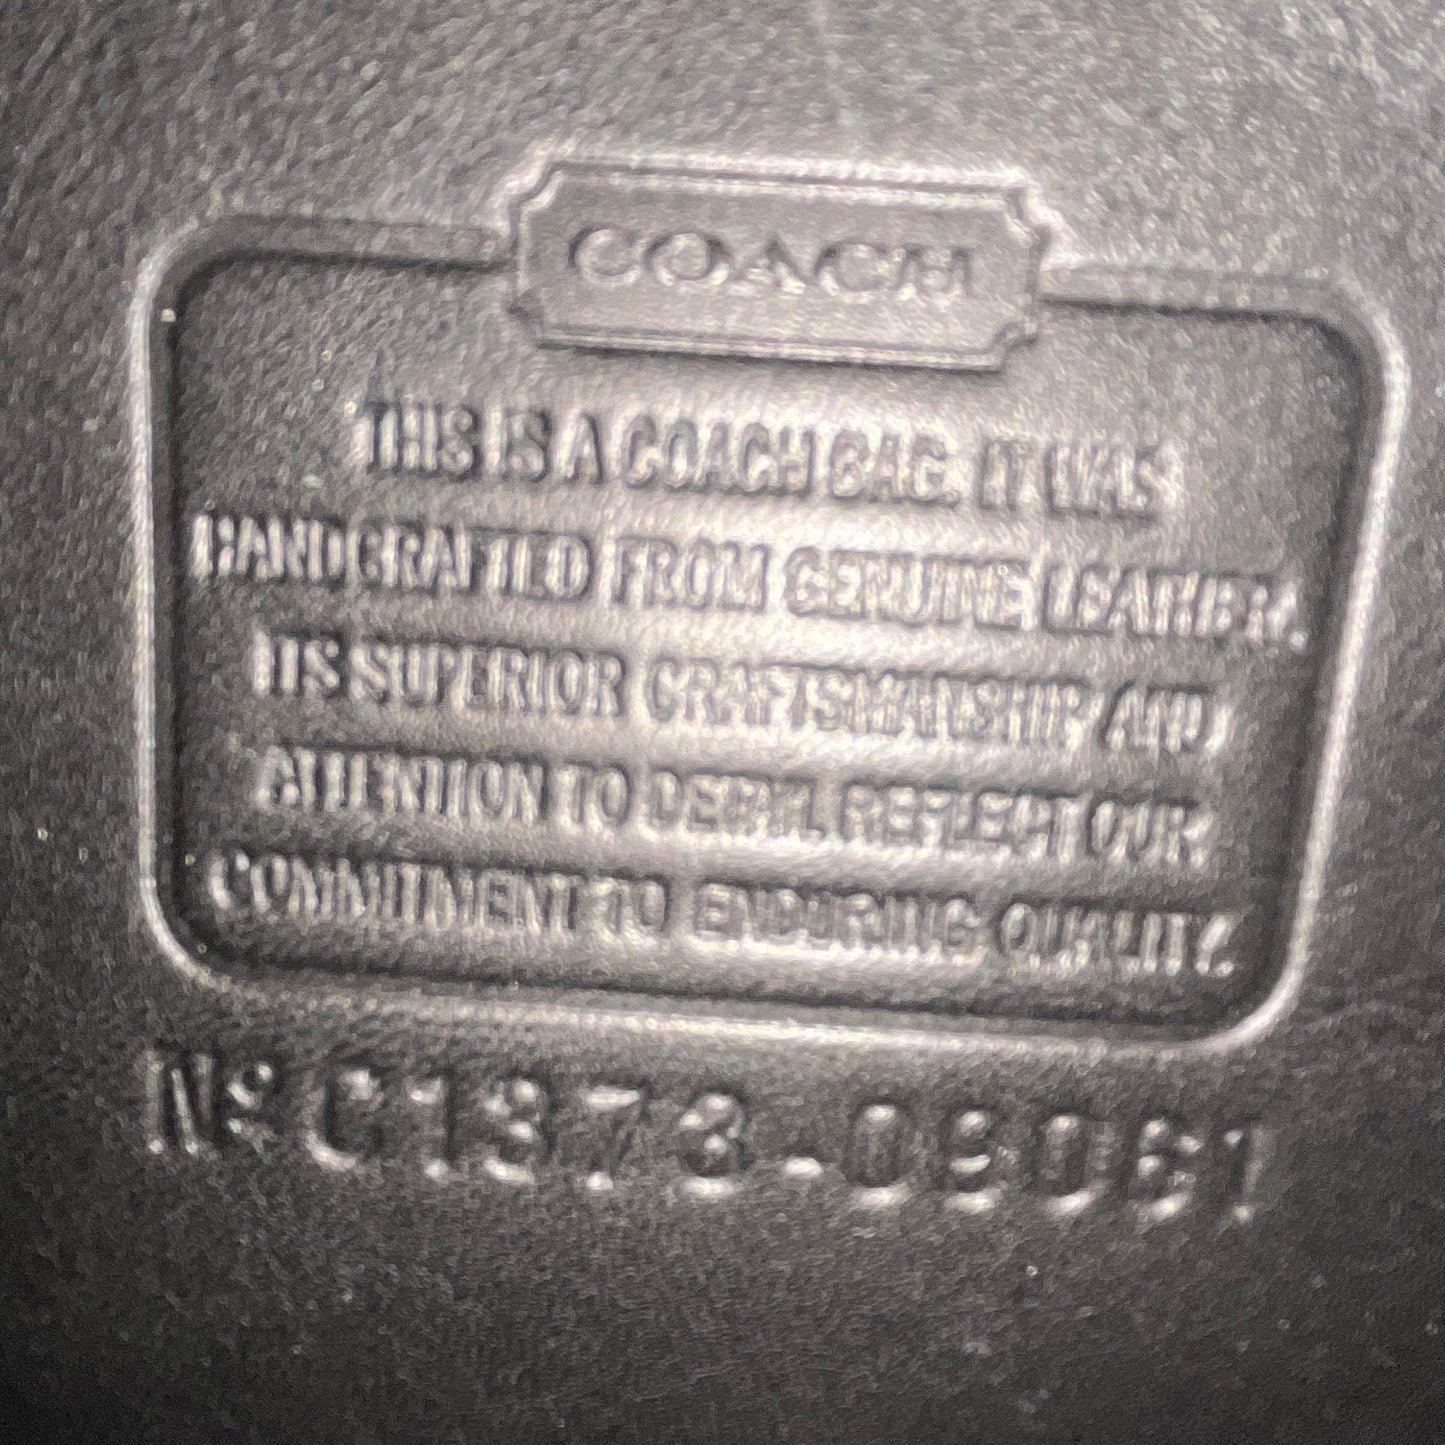 COACH
THIS IS A COACH BAG. IT WAS
HANDCRAFTED FROM GENUINE LEATHER.
ITS SUPERIOR CRAFTSMANSHIP AND
ATTENTION TO DETAIL REFLECT OUR
COMMITMENT TO ENDURING QUALITY.
Nº C1373-09061